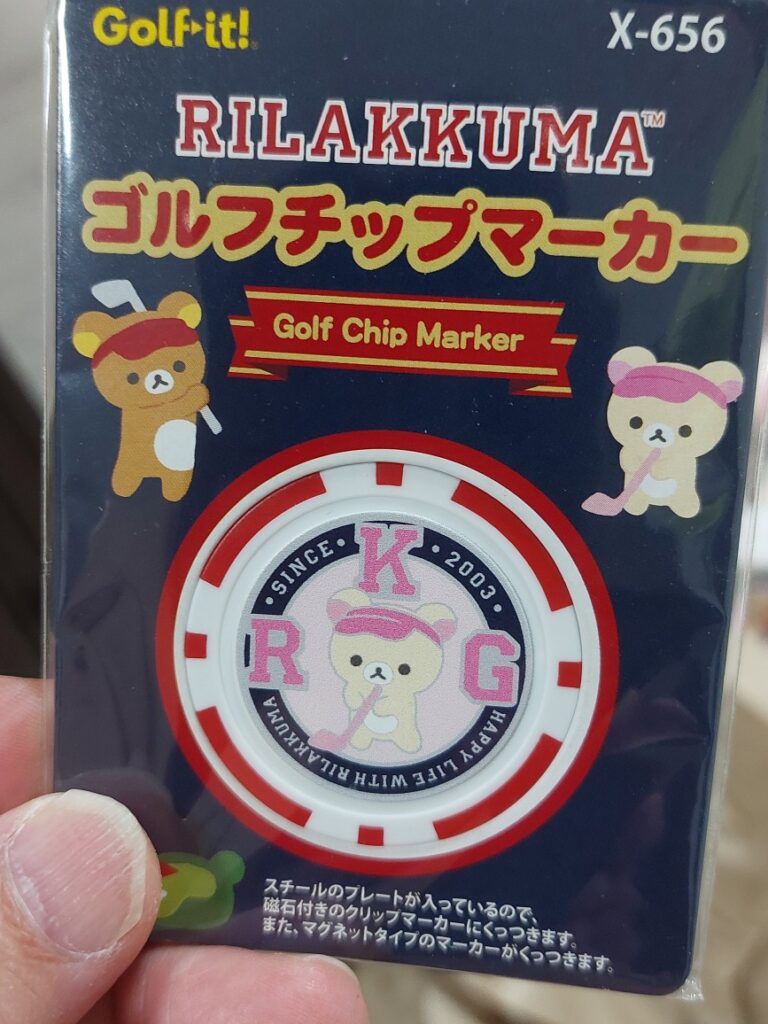 Golf▸it!
X-656
RILAKKUMA™
ゴルフチップマーカー
Golf Chip Marker
• SINCE • K • 2003 •
R G
HAPPY LIFE WITH RILAKKUMA
スチールのプレートが入っているので、
磁石付きのクリップマーカーにくっつきます。
また、マグネットタイプのマーカーがくっつきます。